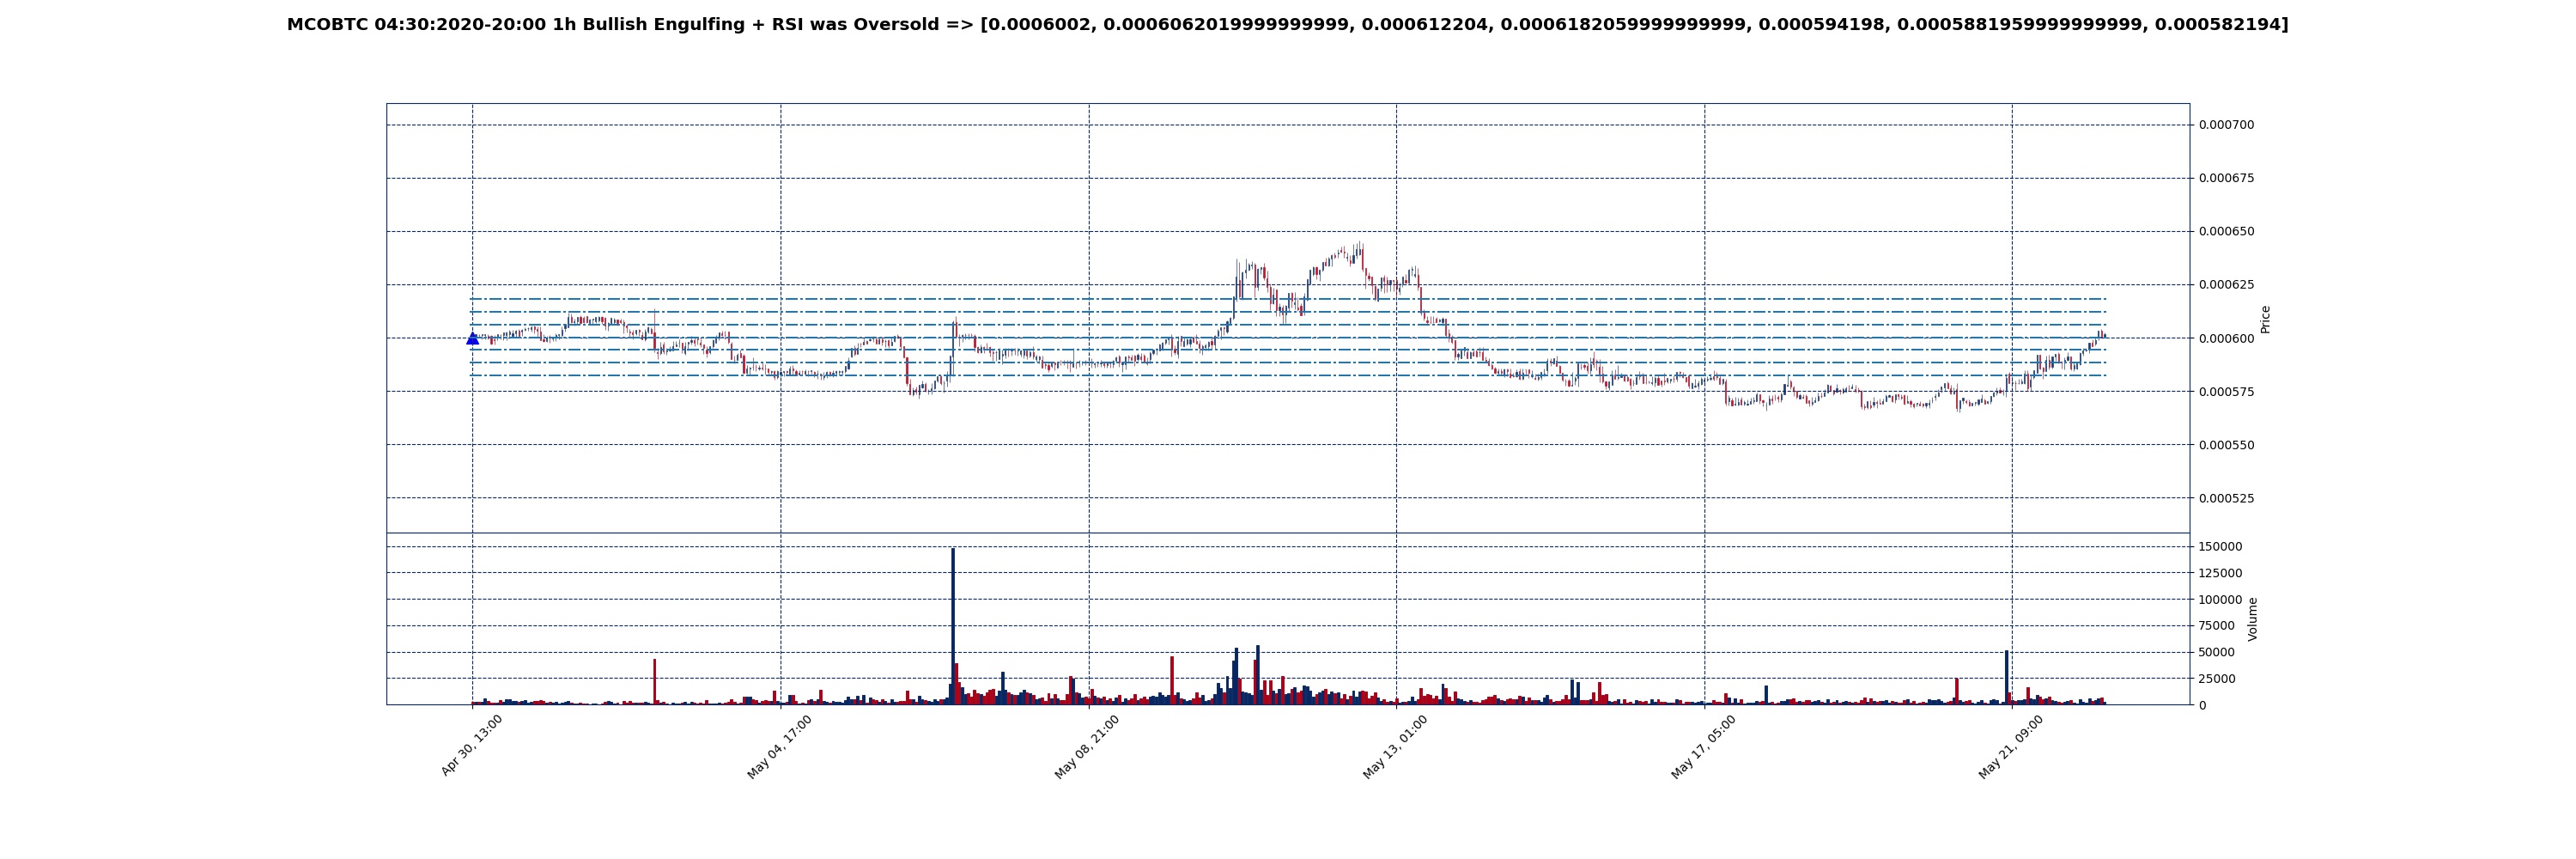 MCOBTC 04:30:2020-20:00 1h Bullish Engulfing + RSI was Oversold => [0.0006002, 0.0006062019999999999, 0.000612204, 0.0006182059999999999, 0.000594198, 0.0005881959999999999, 0.000582194]
0.000700
0.000675
0.000650
0.000625
0.000600
0.000575
0.000550
0.000525
Price
150000
125000
100000
75000
50000
25000
0
Volume
Apr 30, 13:00
May 04, 17:00
May 08, 21:00
May 13, 01:00
May 17, 05:00
May 21, 09:00